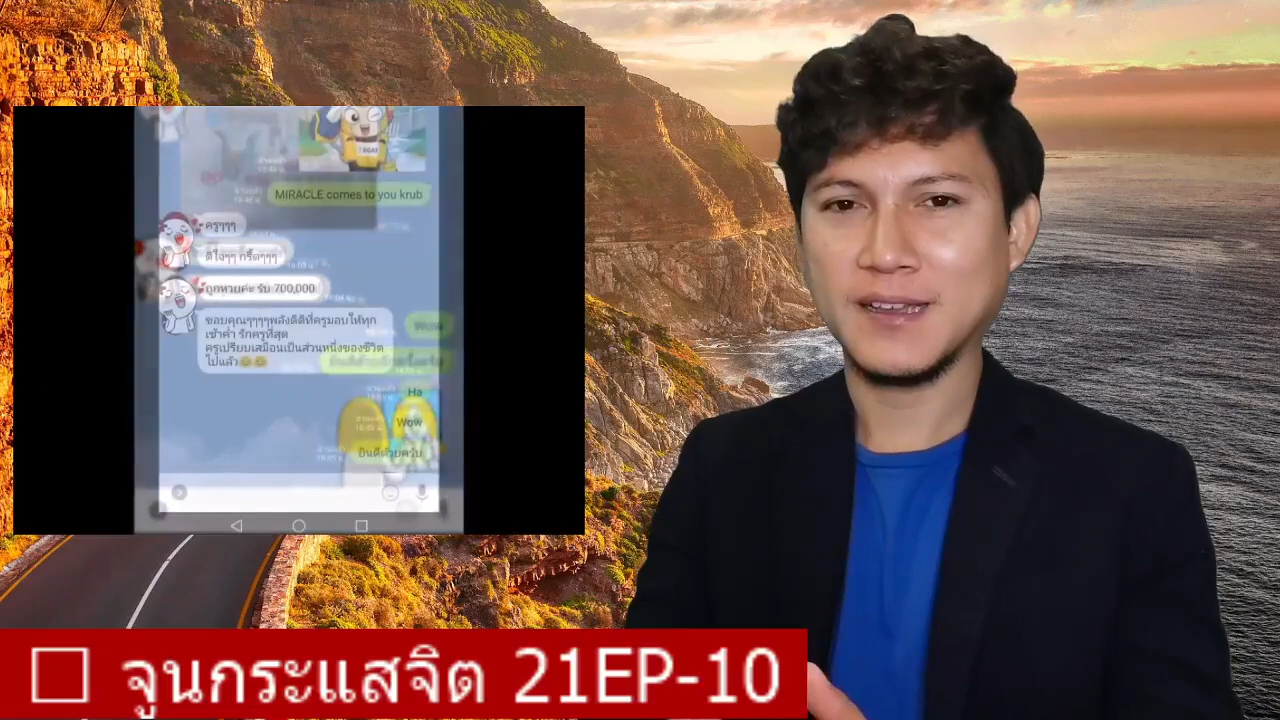 EGAT
MIRACLE comes to you krub
ครูๆๆๆ
ดีใจๆๆ กรี๊ดๆๆๆ
ถูกหวยค่ะ รับ 700,000
ขอบคุณๆๆๆๆพลังดีดีที่ครูมอบให้ทุก
เช้าค่ำ รักครูที่สุด
ครูเปรียบเสมือนเป็นส่วนหนึ่งของชีวิต
ไปแล้ว😂😂
Wow
Ha
Wow
ยินดีด้วยครับ
จูนกระแสจิต 21EP-10